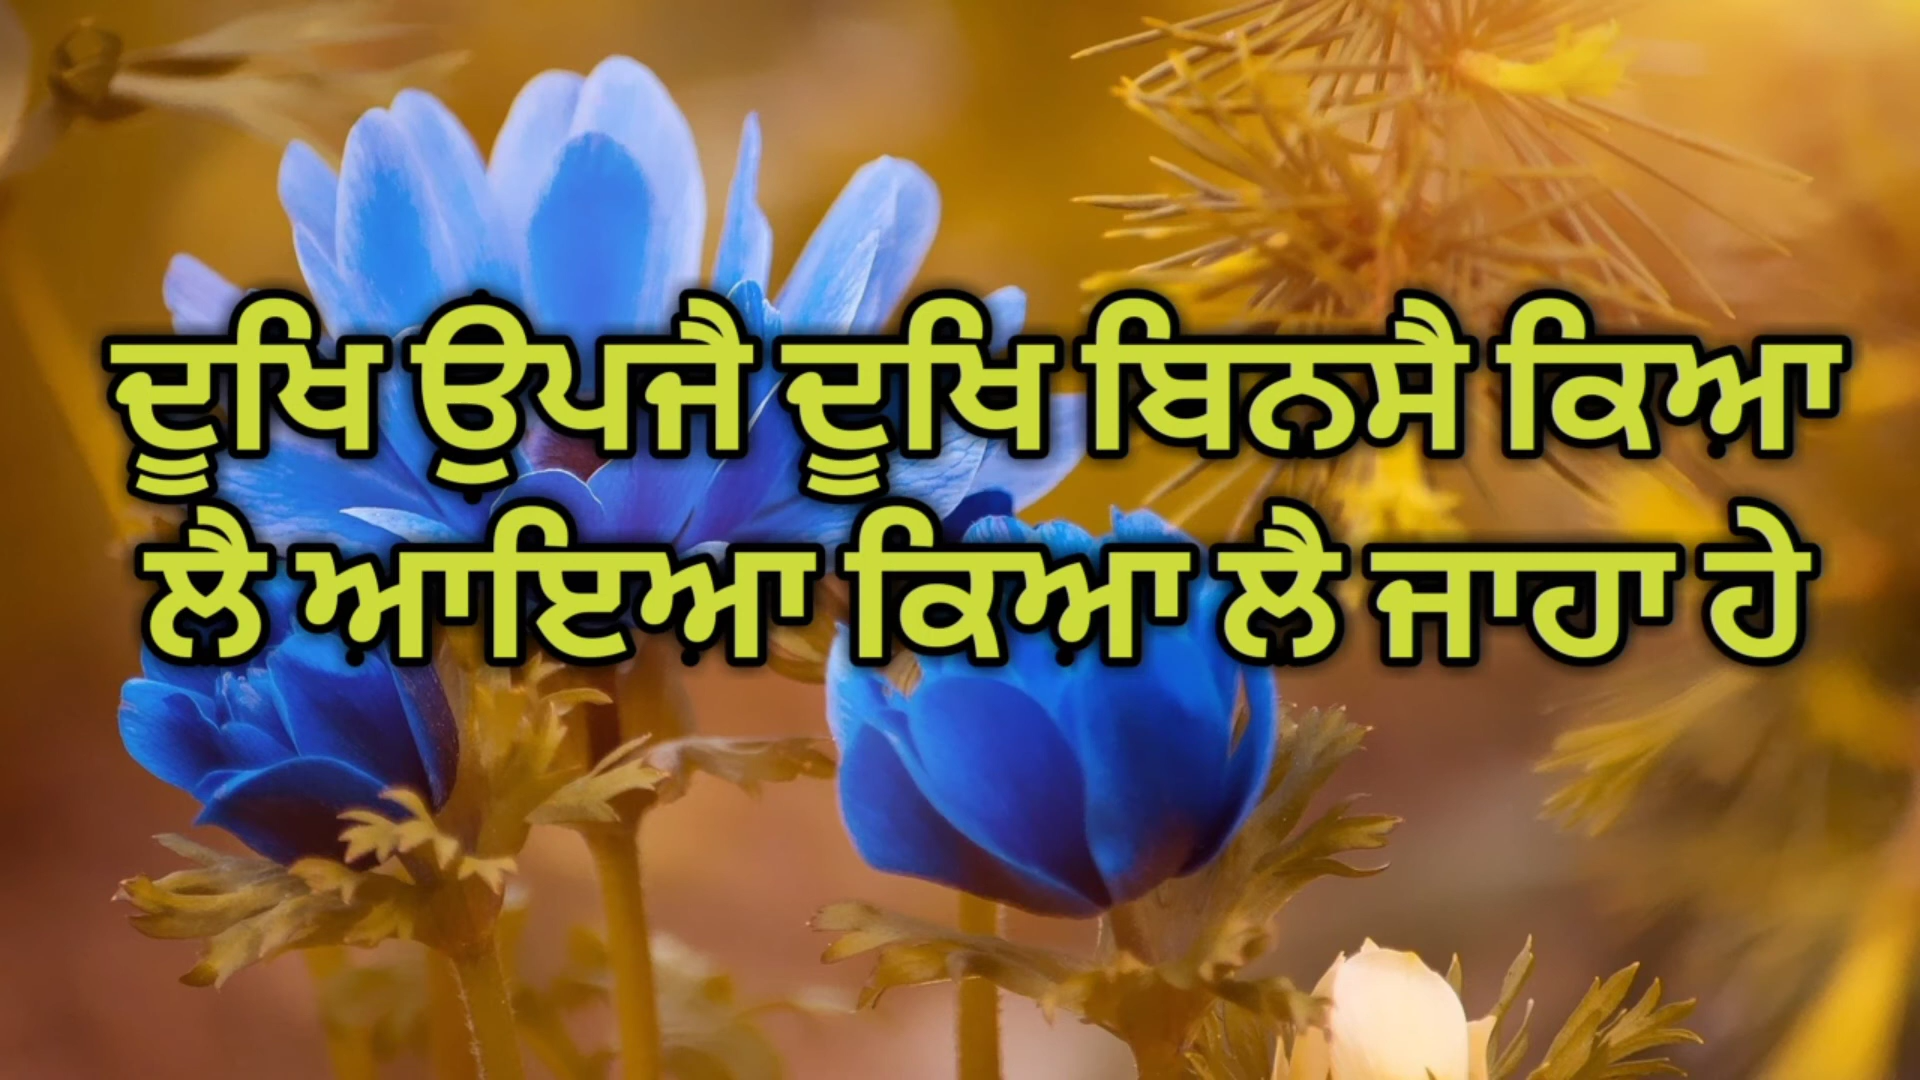 ਦੂਖਿ ਉਪਜੈ ਦੂਖਿ ਬਿਨਸੈ ਕਿਆ
ਲੈ ਆਇਆ ਕਿਆ ਲੈ ਜਾਹਾ ਹੇ